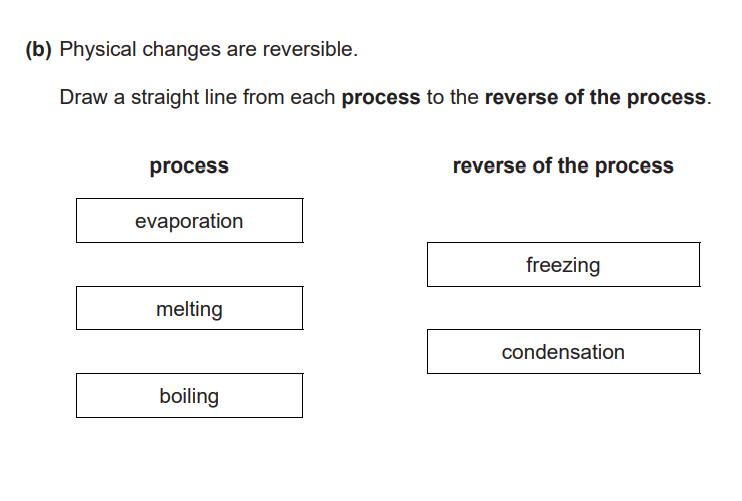 (b) Physical changes are reversible.
Draw a straight line from each process to the reverse of the process.
process
reverse of the process
evaporation
freezing
melting
condensation
boiling